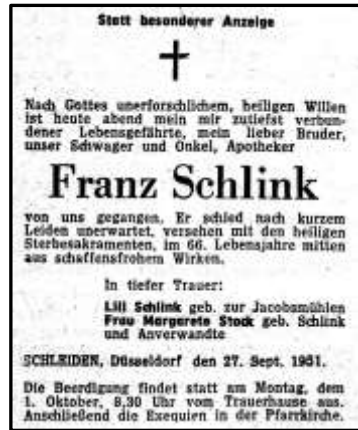 Statt besonderer Anzeige
Nach Gottes unerforschlichem, heiligen Willen
ist heute abend mein mir zutiefst verbun-
dener Lebensgefährte, mein lieber Bruder,
unser Schwager und Onkel, Apotheker
Franz Schlink
von uns gegangen. Er schied nach kurzem
Leiden unerwartet, versehen mit den heiligen
Sterbesakramenten, im 66. Lebensjahre mitten
aus schaffensfrohem Wirken.
In tiefer Trauer:
Lili Schlink geb. zur Jacobsmühlen
Frau Margarete Stock geb. Schlink
und Anverwandte
SCHLEIDEN, Düsseldorf den 27. Sept. 1951.
Die Beerdigung findet statt am Montag, dem
1. Oktober, 8.30 Uhr vom Trauerhause aus.
Anschließend die Exequien in der Pfarrkirche.